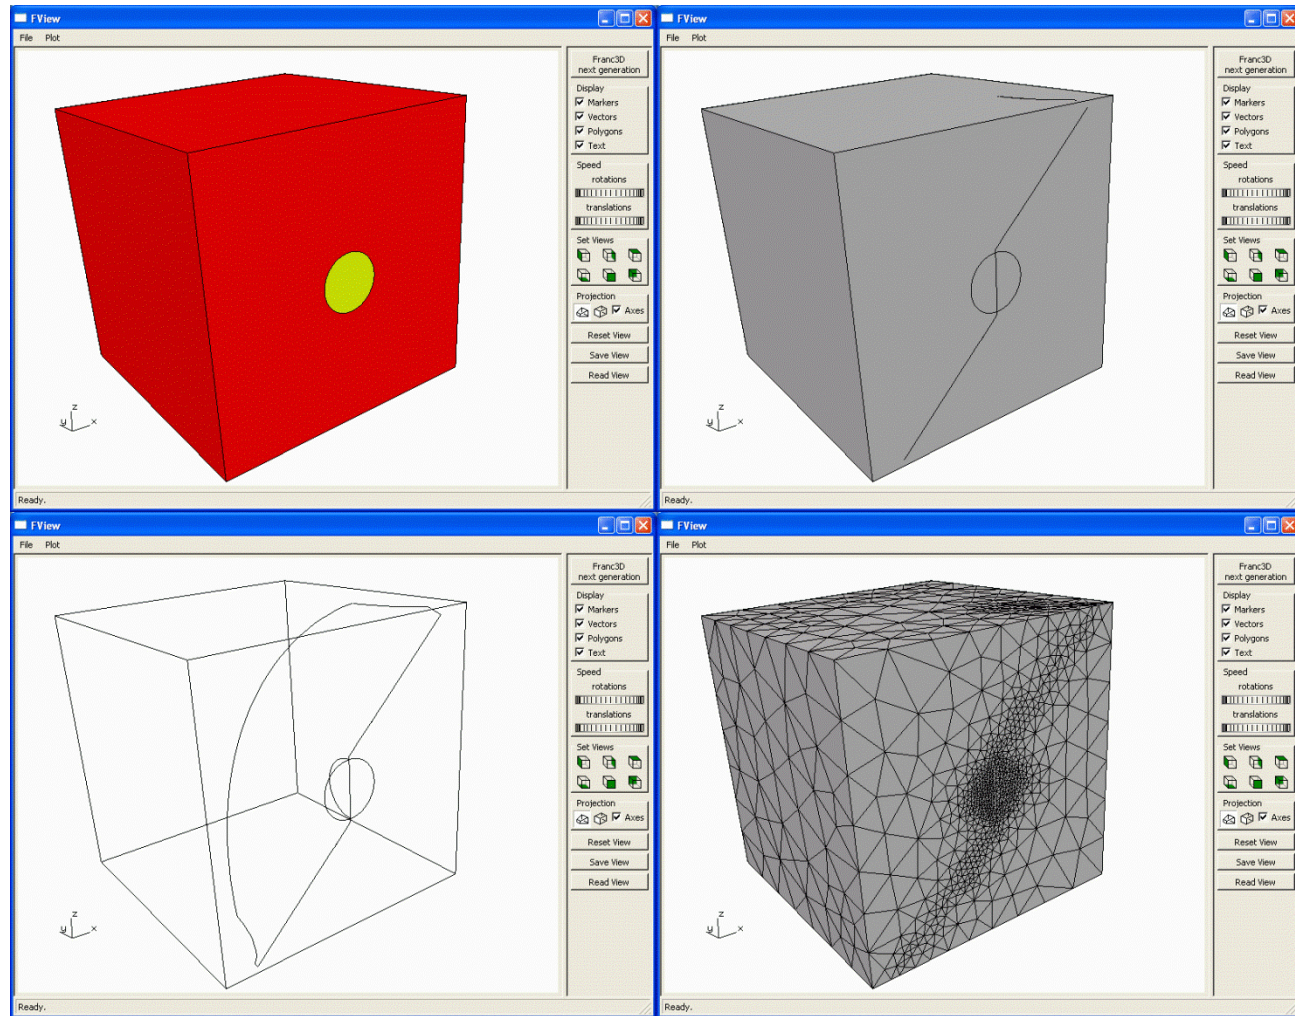 FView
File Plot
Franc3D
next generation
Display
Markers
Vectors
Polygons
Text
Speed
rotations
translations
Set Views
Projection
Axes
Reset View
Save View
Read View
z
y x
Ready.
FView
File Plot
Franc3D
next generation
Display
Markers
Vectors
Polygons
Text
Speed
rotations
translations
Set Views
Projection
Axes
Reset View
Save View
Read View
z
y x
Ready.
FView
File Plot
Franc3D
next generation
Display
Markers
Vectors
Polygons
Text
Speed
rotations
translations
Set Views
Projection
Axes
Reset View
Save View
Read View
z
y x
Ready.
FView
File Plot
Franc3D
next generation
Display
Markers
Vectors
Polygons
Text
Speed
rotations
translations
Set Views
Projection
Axes
Reset View
Save View
Read View
z
y x
Ready.